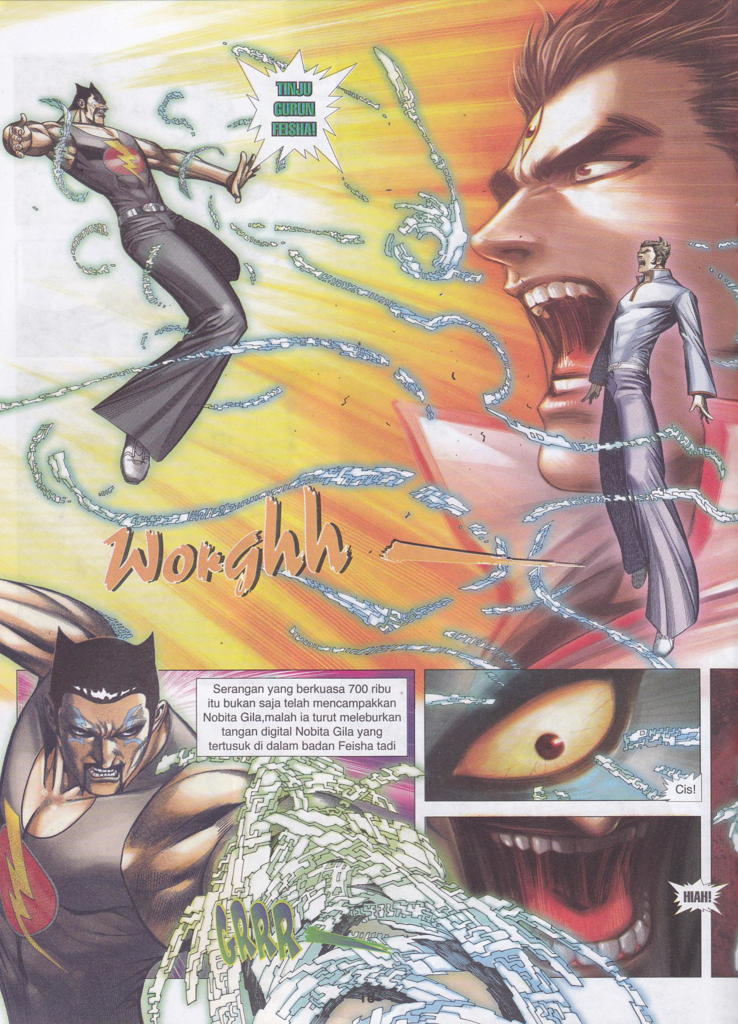 TINJU
GURUN
FEISHA!
Worghh
Serangan yang berkuasa 700 ribu
itu bukan saja telah mencampakkan
Nobita Gila,malah ia turut meleburkan
tangan digital Nobita Gila yang
tertusuk di dalam badan Feisha tadi
Cis!
HIAH!
GRRR